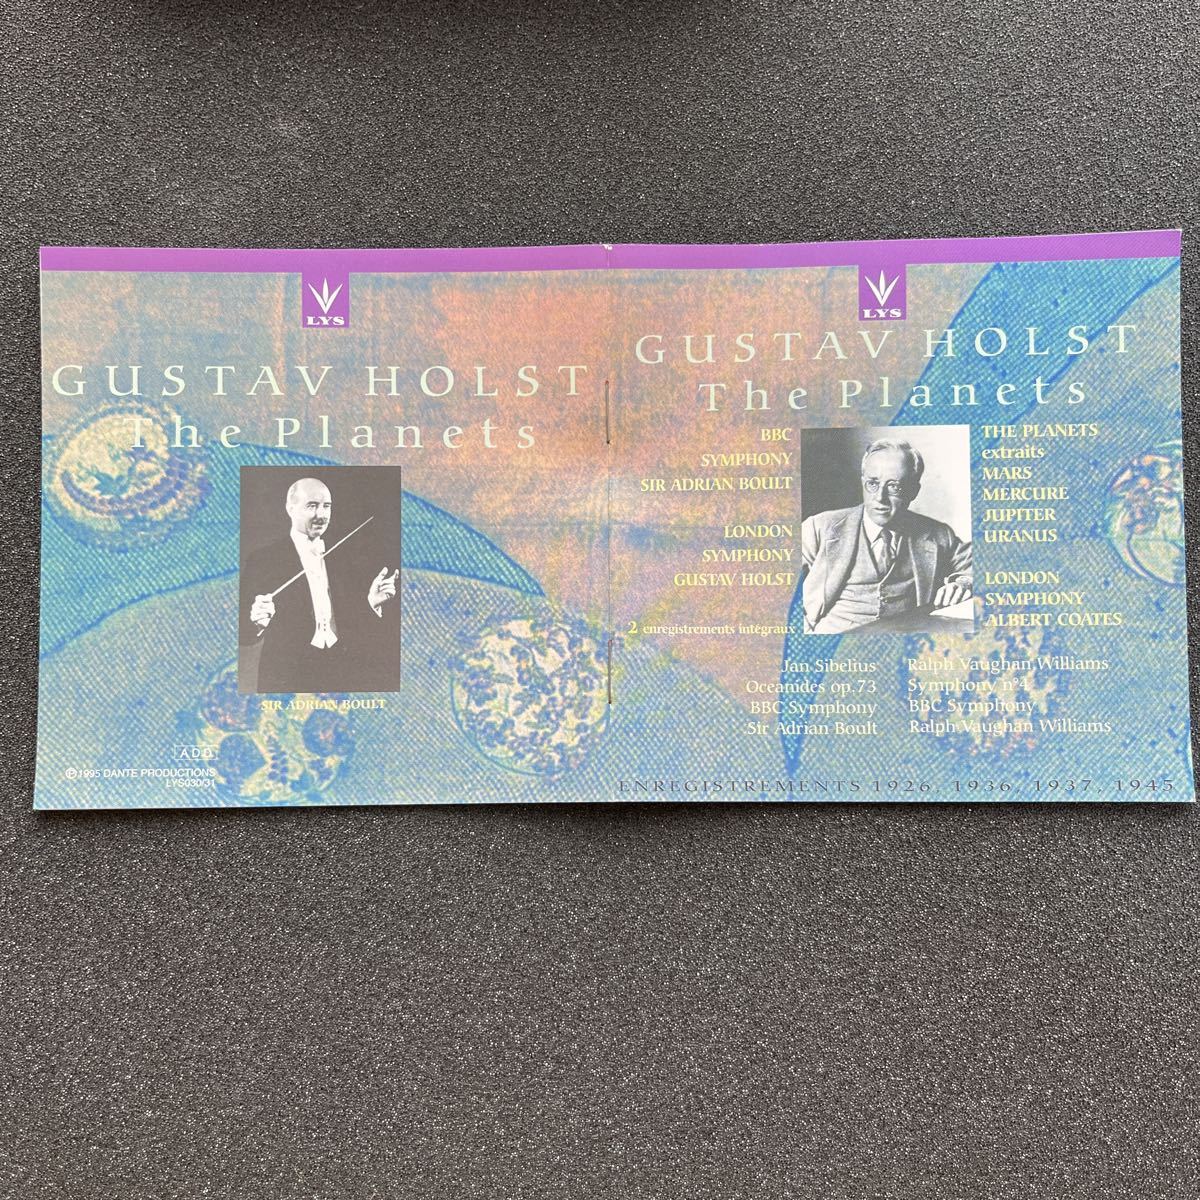 LYS
GUSTAV HOLST
The Planets
SIR ADRIAN BOULT
ADD
℗1995 DANTE PRODUCTIONS
LYS030/31
LYS
GUSTAV HOLST
The Planets
BBC
SYMPHONY
SIR ADRIAN BOULT
LONDON
SYMPHONY
GUSTAV HOLST
2 enregistrements intégraux
THE PLANETS
extraits
MARS
MERCURE
JUPITER
URANUS
LONDON
SYMPHONY
ALBERT COATES
Jan Sibelius
Oceanides op.73
BBC Symphony
Sir Adrian Boult
Ralph Vaughan Williams
Symphony n°4
BBC Symphony
Ralph Vaughan Williams
ENREGISTREMENTS 1926, 1936, 1937, 1945